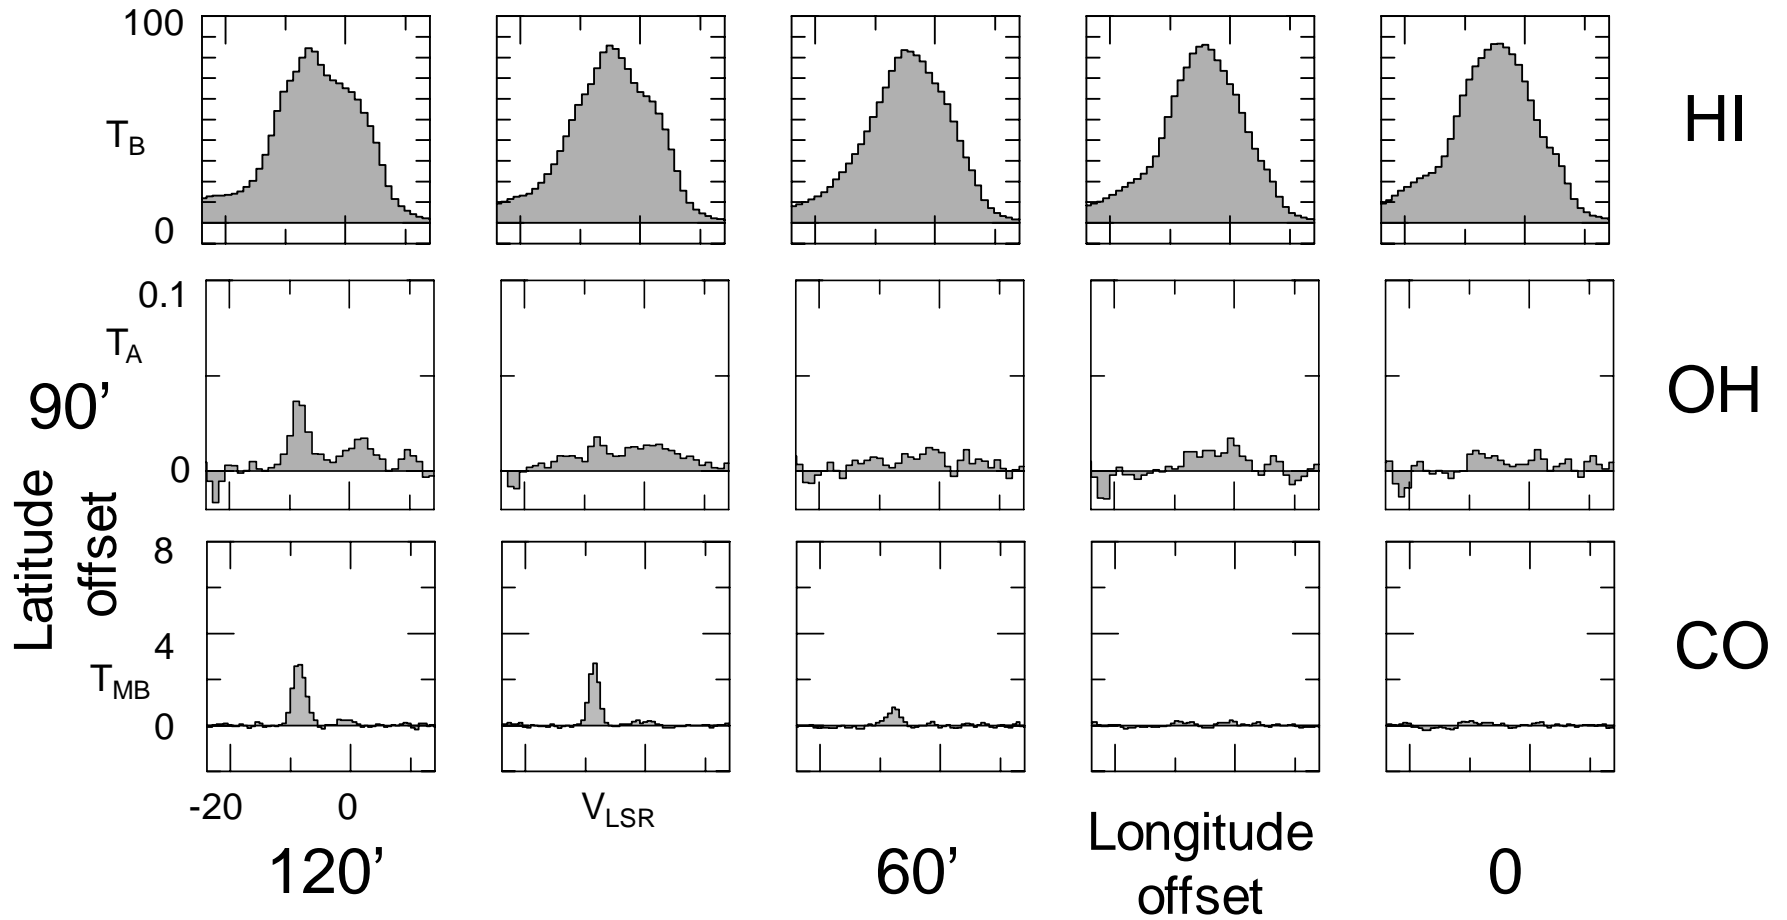 100
T_B
0
HI
0.1
T_A
0
OH
90’
Latitude
offset
8
4
T_MB
0
CO
-20 0
V_LSR
120’
60’
Longitude
offset
0